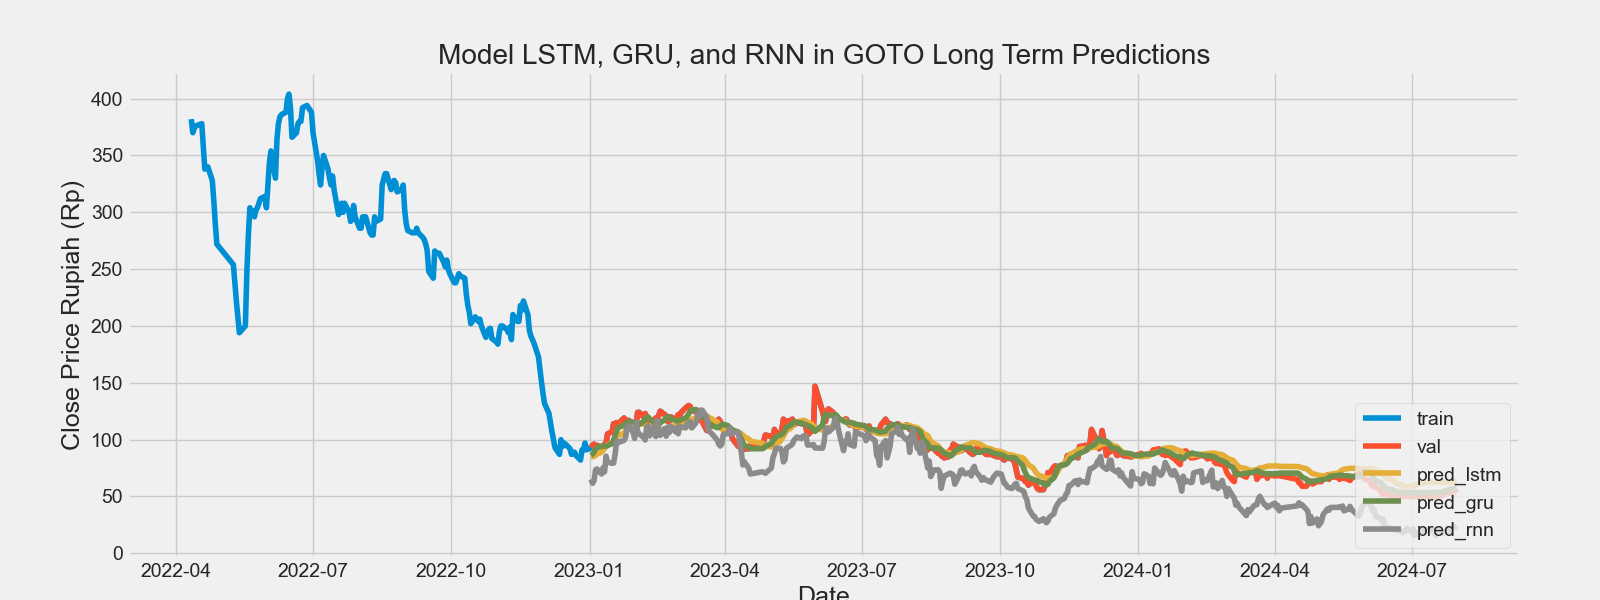 Model LSTM, GRU, and RNN in GOTO Long Term Predictions
Close Price Rupiah (Rp)
400
350
300
250
200
150
100
50
0
train
val
pred_lstm
pred_gru
pred_rnn
2022-04 2022-07 2022-10 2023-01 2023-04 2023-07 2023-10 2024-01 2024-04 2024-07
Date